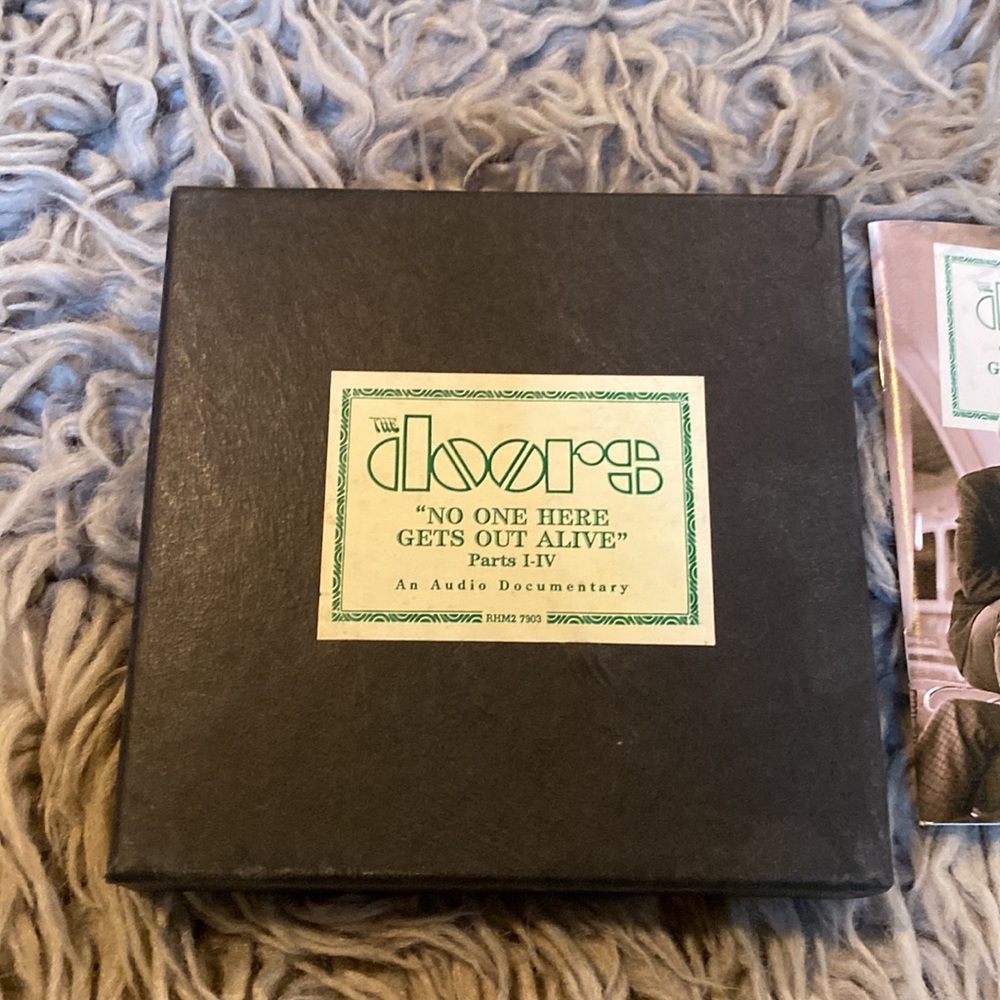 THE
doors
“NO ONE HERE
GETS OUT ALIVE”
Parts I-IV
An Audio Documentary
RHM2 7903
d
G